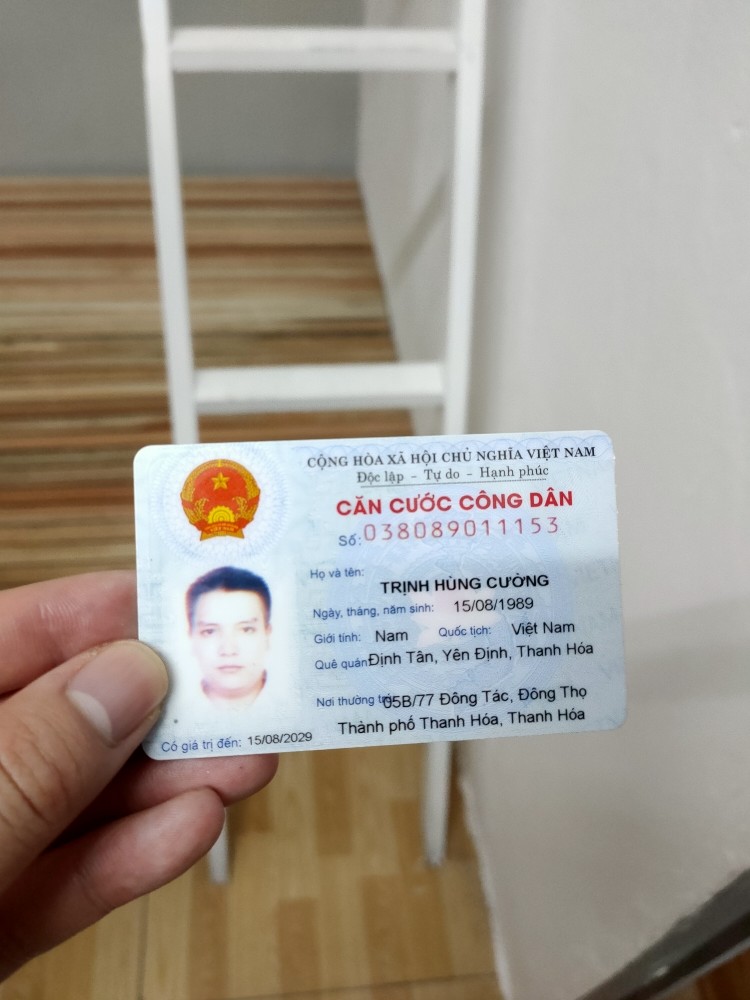 CỘNG HÒA XÃ HỘI CHỦ NGHĨA VIỆT NAM
Độc lập - Tự do - Hạnh phúc
CĂN CƯỚC CÔNG DÂN
Số: 038089011153
Họ và tên:
TRỊNH HÙNG CƯỜNG
Ngày, tháng, năm sinh: 15/08/1989
Giới tính: Nam Quốc tịch: Việt Nam
Quê quán: Định Tân, Yên Định, Thanh Hóa
Nơi thường trú: 05B/77 Đông Tác, Đông Thọ
Thành phố Thanh Hóa, Thanh Hóa
Có giá trị đến: 15/08/2029